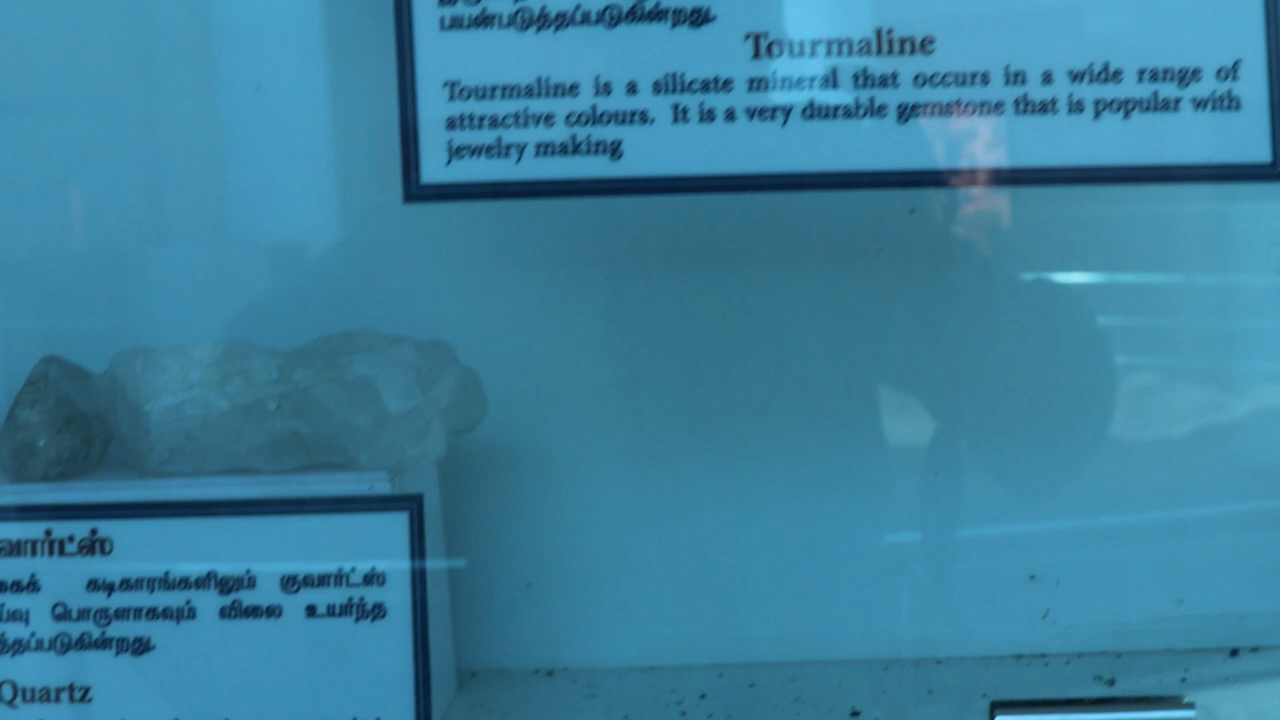 பயன்படுத்தப்படுகின்றது.
Tourmaline
Tourmaline is a silicate mineral that occurs in a wide range of
attractive colours. It is a very durable gemstone that is popular with
jewelry making
வார்ட்ஸ்
கடிகாரங்களிலும் குவார்ட்ஸ்
பொருளாகவும் விலை உயர்ந்த
த்தப்படுகின்றது.
Quartz